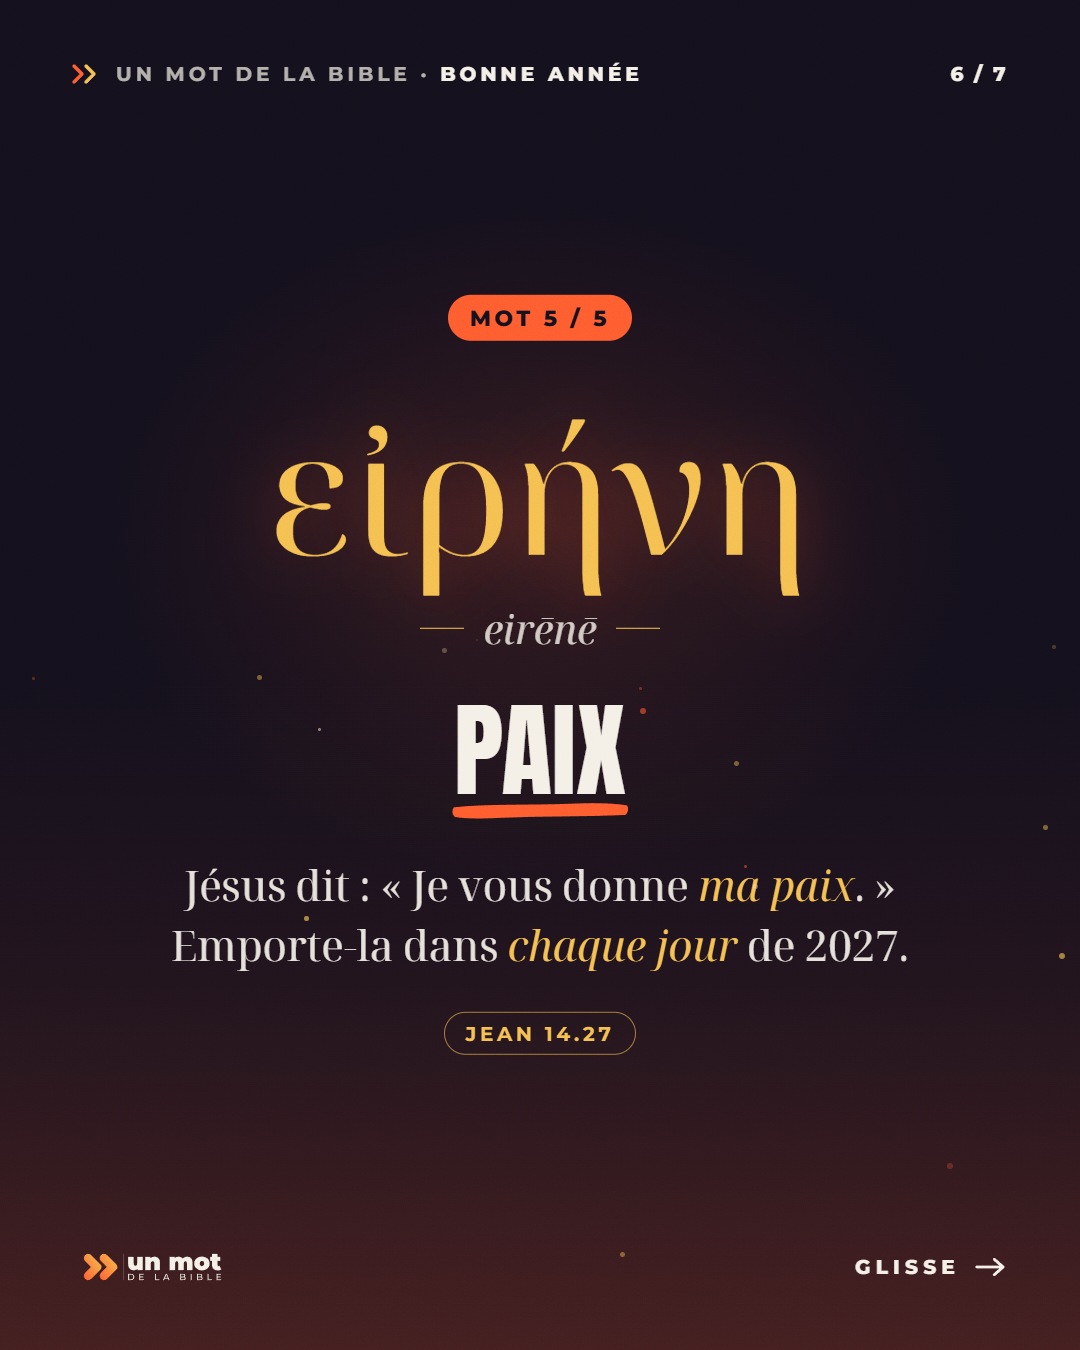 UN MOT DE LA BIBLE · BONNE ANNÉE
6 / 7
MOT 5 / 5
εἰρήνη
eirēnē
PAIX
Jésus dit : « Je vous donne ma paix. »
Emporte-la dans chaque jour de 2027.
JEAN 14.27
un mot
DE LA BIBLE
GLISSE →